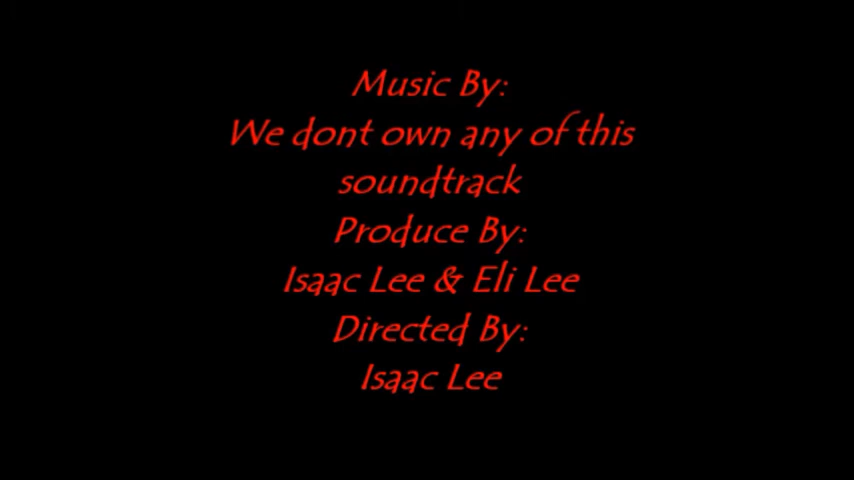 Music By:
We dont own any of this
soundtrack
Produce By:
Isaac Lee & Eli Lee
Directed By:
Isaac Lee